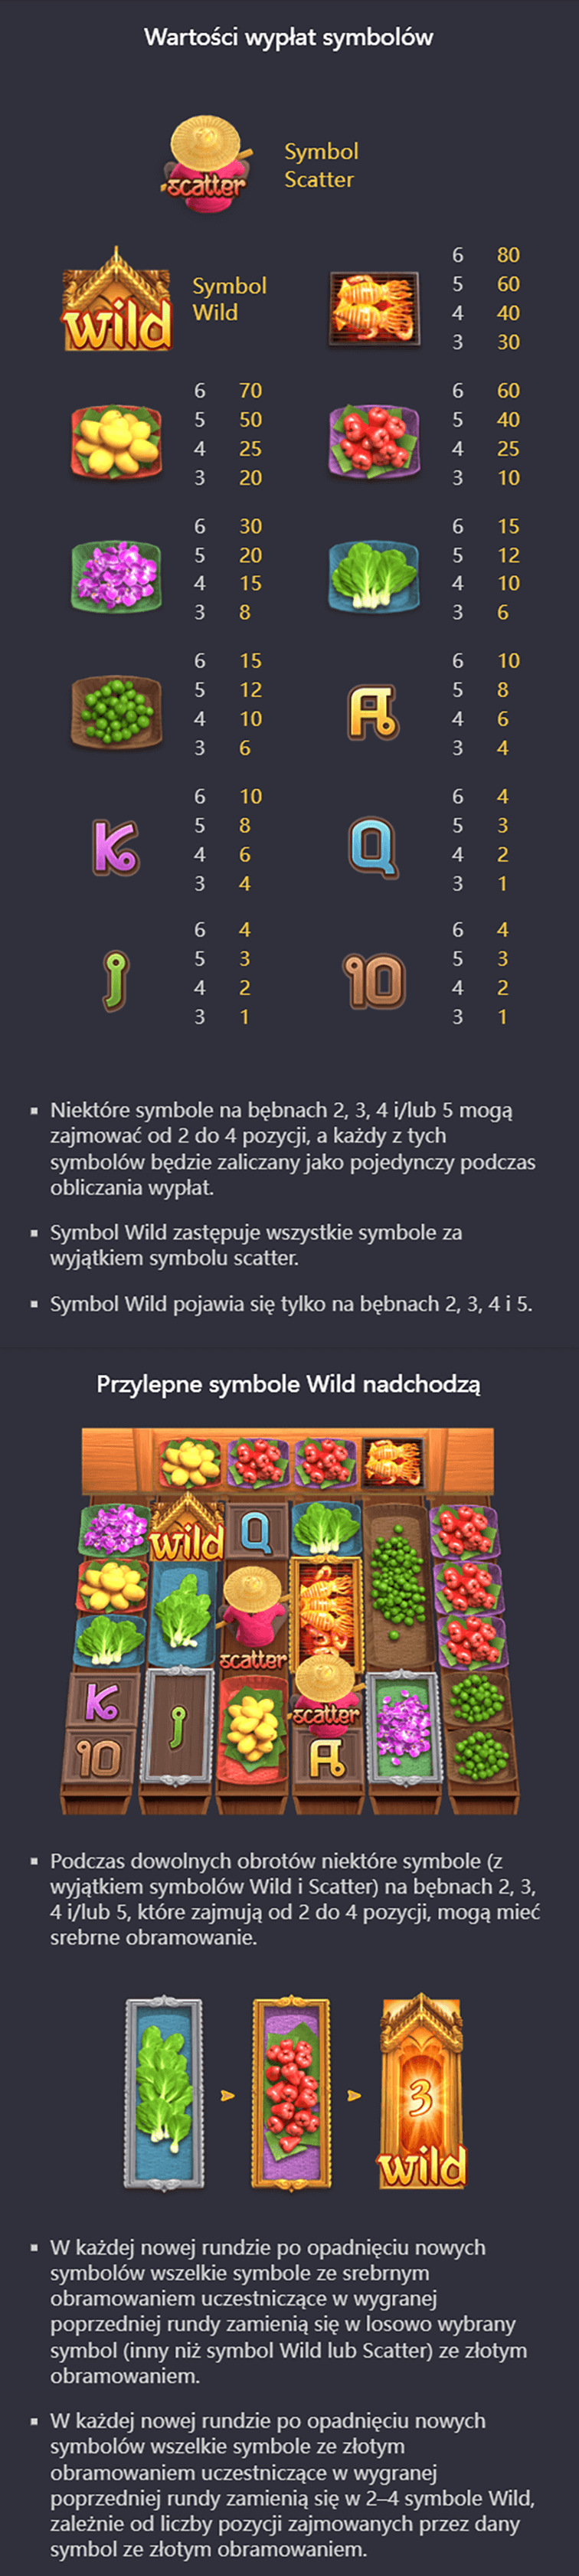 Wartości wypłat symbolów
scatter
Symbol
Scatter
wild
Symbol
Wild
6 80
5 60
4 40
3 30
6 70
5 50
4 25
3 20
6 60
5 40
4 25
3 10
6 30
5 20
4 15
3 8
6 15
5 12
4 10
3 6
6 15
5 12
4 10
3 6
A
6 10
5 8
6 4
4 6
3 4
K
6 10
5 8
4 6
3 4
Q
6 4
5 3
4 2
3 1
J
6 4
5 3
4 2
3 1
10
6 4
5 3
4 2
3 1
▪ Niektóre symbole na bębnach 2, 3, 4 i/lub 5 mogą
zajmować od 2 do 4 pozycji, a każdy z tych
symbolów będzie zaliczany jako pojedynczy podczas
obliczania wypłat.
▪ Symbol Wild zastępuje wszystkie symbole za
wyjątkiem symbolu scatter.
▪ Symbol Wild pojawia się tylko na bębnach 2, 3, 4 i 5.
Przylepne symbole Wild nadchodzą
wild
Q
scatter
K
J
scatter
10
A
▪ Podczas dowolnych obrotów niektóre symbole (z
wyjątkiem symbolów Wild i Scatter) na bębnach 2, 3,
4 i/lub 5, które zajmują od 2 do 4 pozycji, mogą mieć
srebrne obramowanie.
3
wild
▪ W każdej nowej rundzie po opadnięciu nowych
symbolów wszelkie symbole ze srebrnym
obramowaniem uczestniczące w wygranej
poprzedniej rundy zamienią się w losowo wybrany
symbol (inny niż symbol Wild lub Scatter) ze złotym
obramowaniem.
▪ W każdej nowej rundzie po opadnięciu nowych
symbolów wszelkie symbole ze złotym
obramowaniem uczestniczące w wygranej
poprzedniej rundy zamienią się w 2–4 symbole Wild,
zależnie od liczby pozycji zajmowanych przez dany
symbol ze złotym obramowaniem.